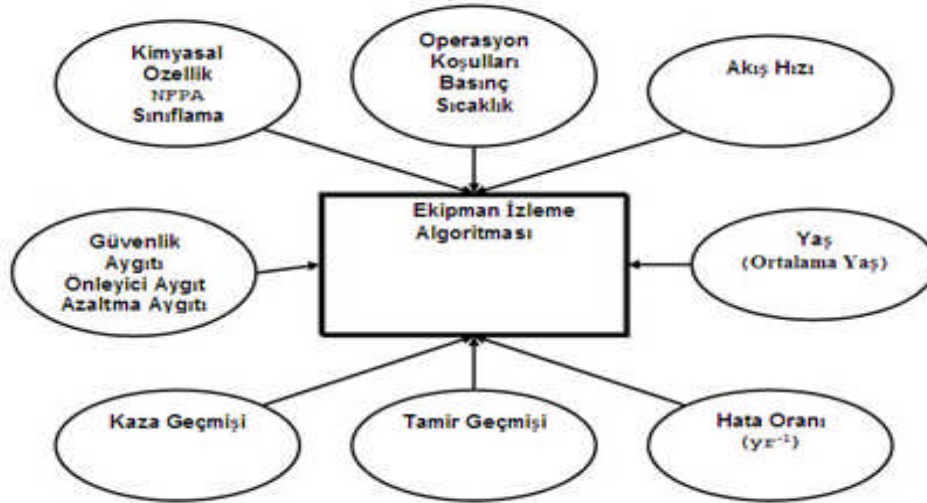 Kimyasal
Özellik
NFPA
Sınıflama
Operasyon
Koşulları
Basınç
Sıcaklık
Akış Hızı
Ekipman İzleme
Algoritması
Güvenlik
Aygıtı
Önleyici Aygıt
Azaltma Aygıtı
Yaş
(Ortalama Yaş)
Kaza Geçmişi
Tamir Geçmişi
Hata Oranı
(yr⁻¹)